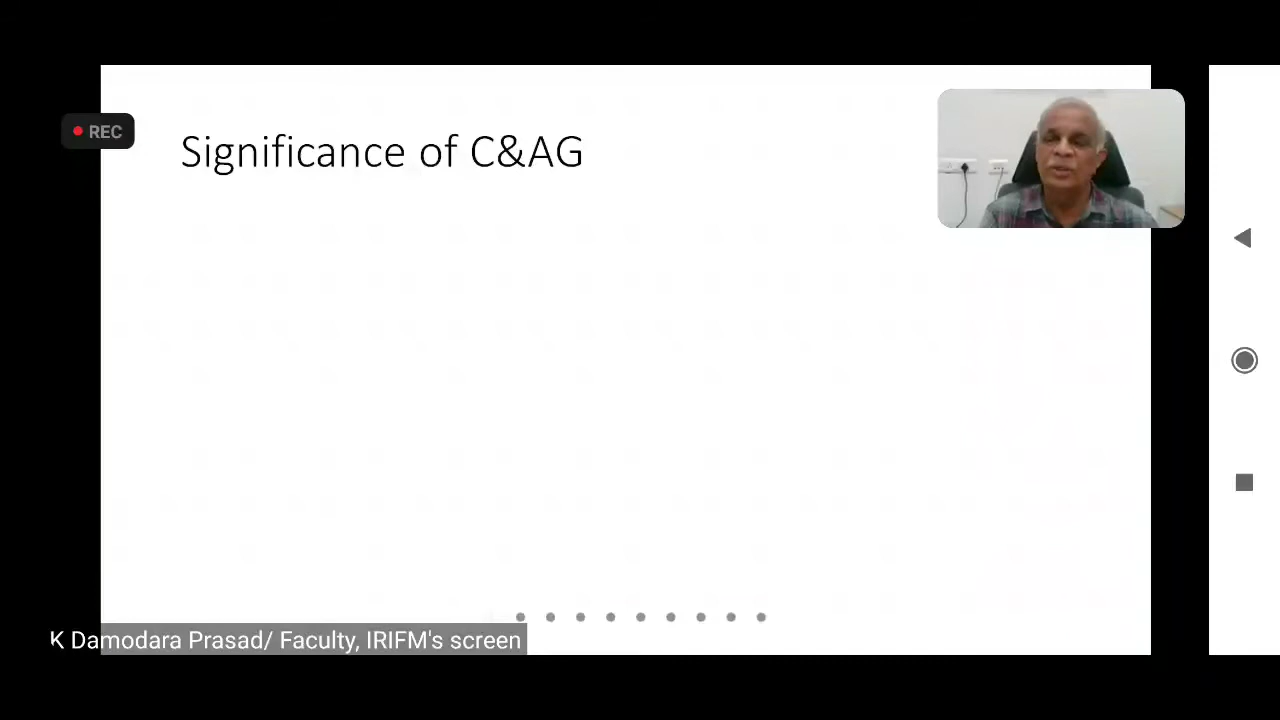 REC
Significance of C&AG
K Damodara Prasad/ Faculty, IRIFM's screen